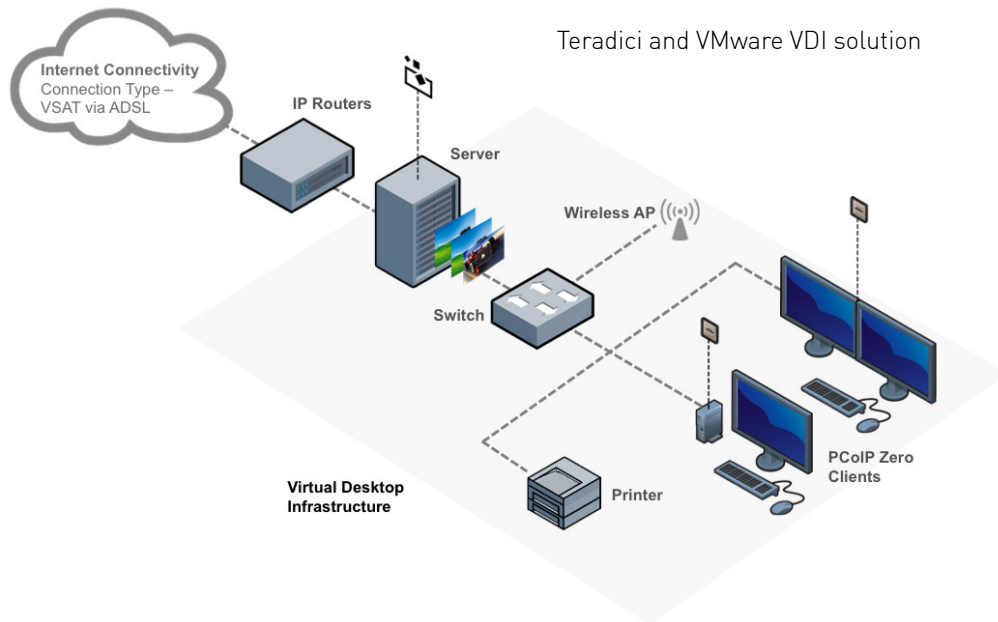 Teradici and VMware VDI solution
Internet Connectivity
Connection Type –
VSAT via ADSL
IP Routers
Server
Wireless AP
Switch
PCoIP Zero
Clients
Printer
Virtual Desktop
Infrastructure